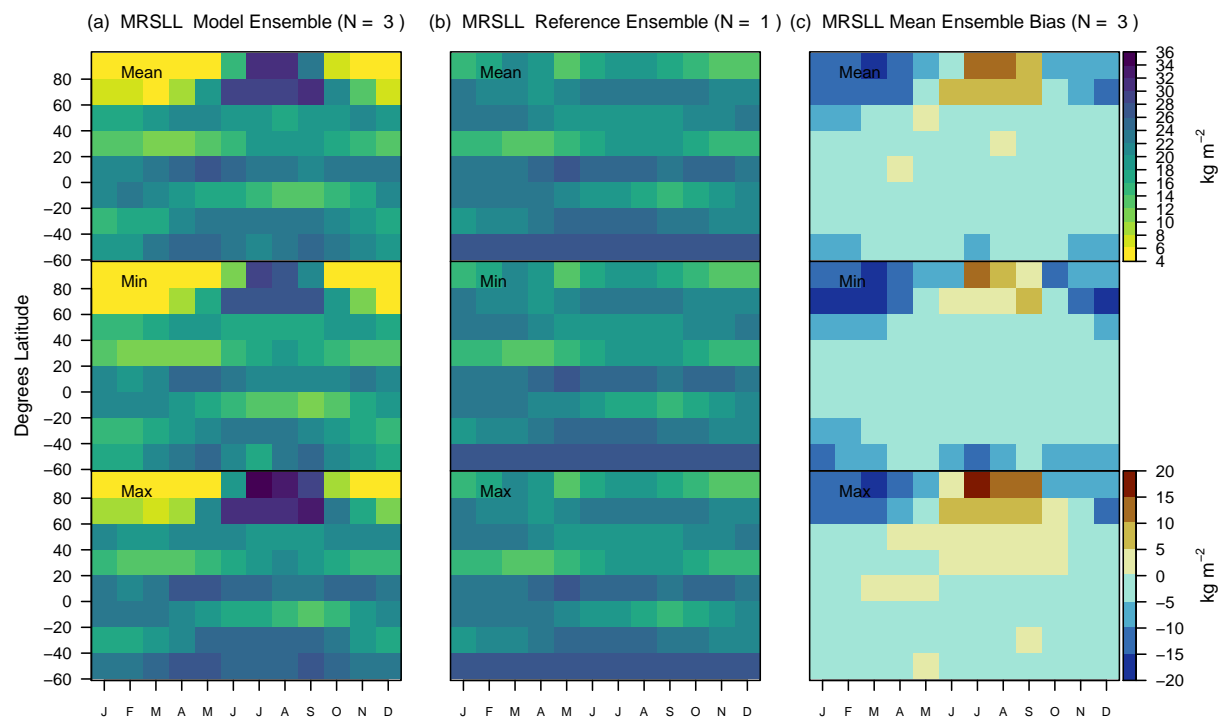 (a) MRSLL Model Ensemble (N = 3)
(b) MRSLL Reference Ensemble (N = 1)
(c) MRSLL Mean Ensemble Bias (N = 3)
Mean
Mean
Mean
80
60
40
20
0
−20
−40
−60
Min
Min
Min
80
60
40
20
0
−20
−40
−60
Max
Max
Max
80
60
40
20
0
−20
−40
−60
Degrees Latitude
J F M A M J J A S O N D
J F M A M J J A S O N D
J F M A M J J A S O N D
36
34
32
30
28
26
24
22
20
18
16
14
12
10
8
6
4
kg m⁻²
20
15
10
5
0
−5
−10
−15
−20
kg m⁻²